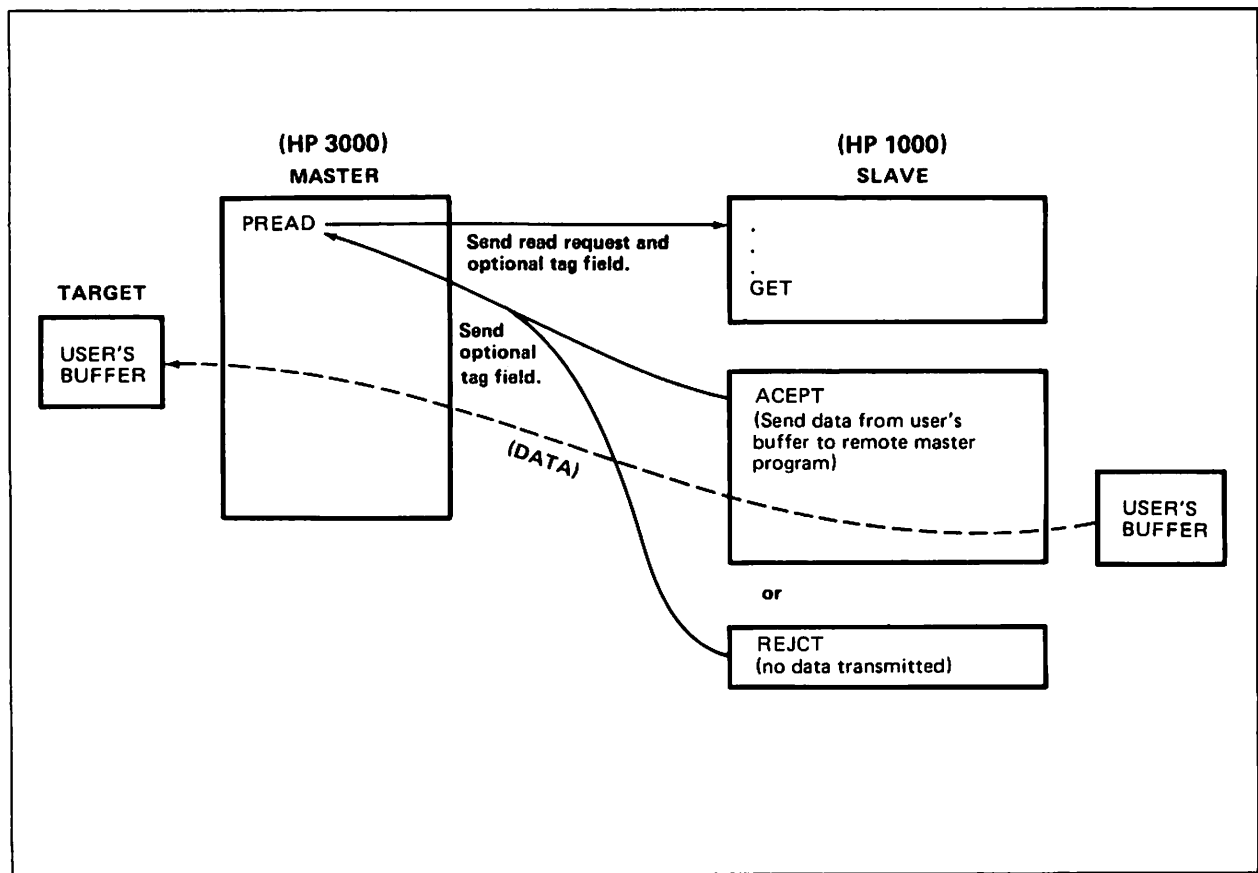 (HP 3000)
MASTER
(HP 1000)
SLAVE
PREAD
Send read request and
optional tag field.
.
.
.
GET
TARGET
USER'S
BUFFER
Send
optional
tag field.
(DATA)
ACEPT
(Send data from user's
buffer to remote master
program)
USER'S
BUFFER
or
REJCT
(no data transmitted)